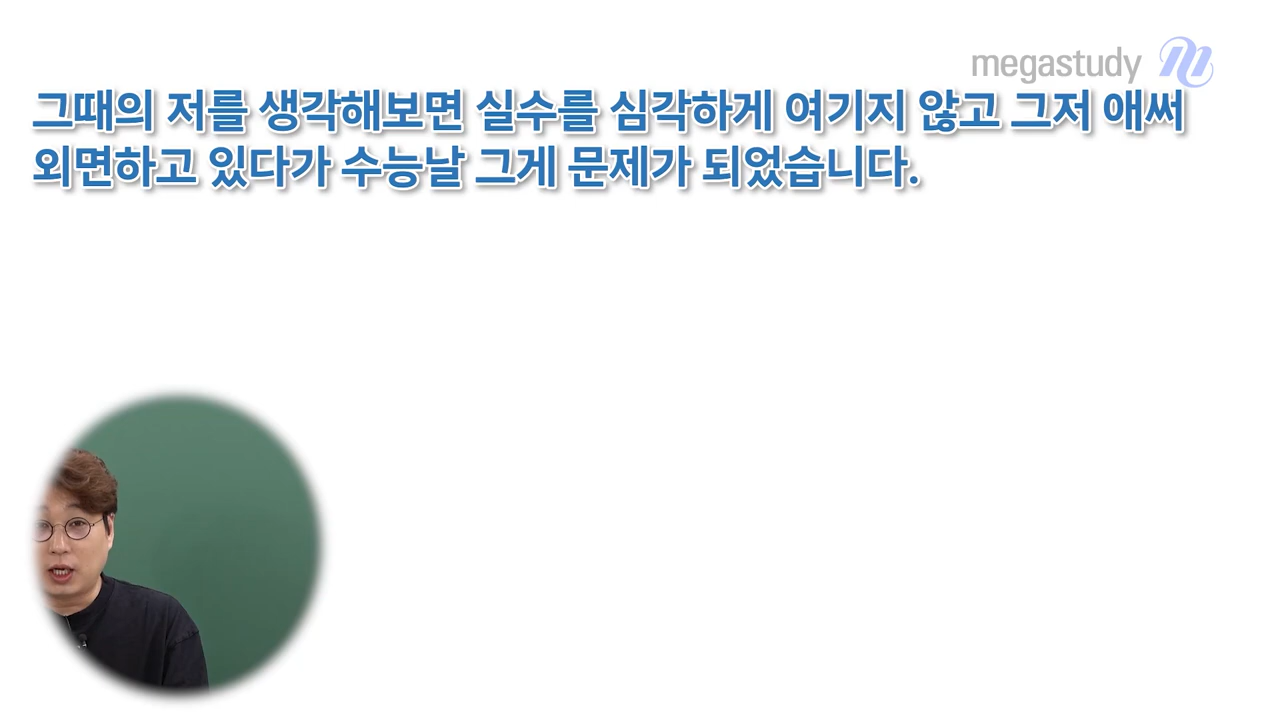 megastudy
그때의 저를 생각해보면 실수를 심각하게 여기지 않고 그저 애써
외면하고 있다가 수능날 그게 문제가 되었습니다.